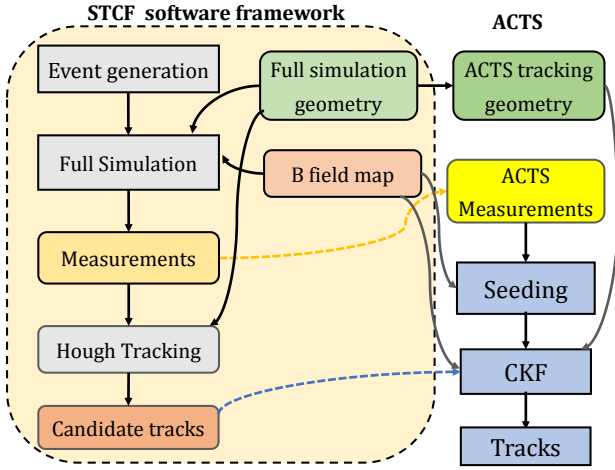 STCF software framework
ACTS
Event generation
Full simulation
geometry
ACTS tracking
geometry
Full Simulation
B field map
ACTS
Measurements
Measurements
Seeding
Hough Tracking
CKF
Candidate tracks
Tracks